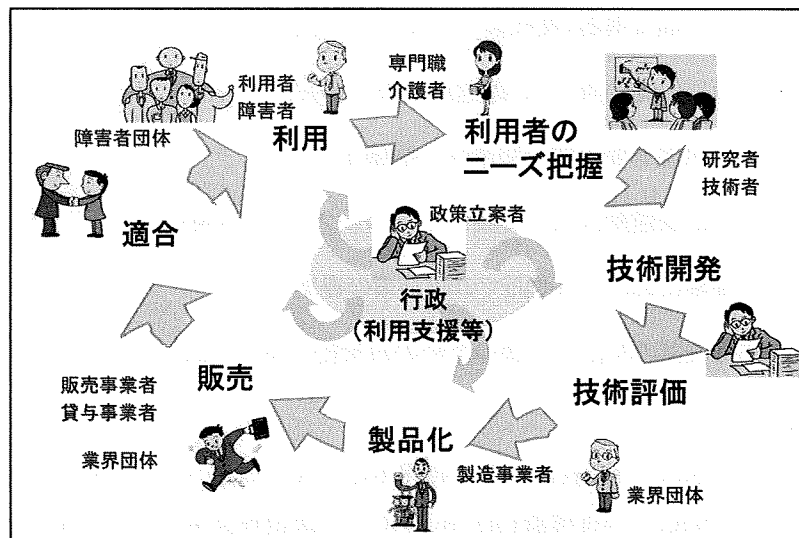 利用者
障害者
障害者団体
利用
専門職
介護者
利用者の
ニーズ把握
研究者
技術者
適合
政策立案者
行政
(利用支援等)
技術開発
販売
販売事業者
貸与事業者
業界団体
製品化
製造事業者
技術評価
業界団体